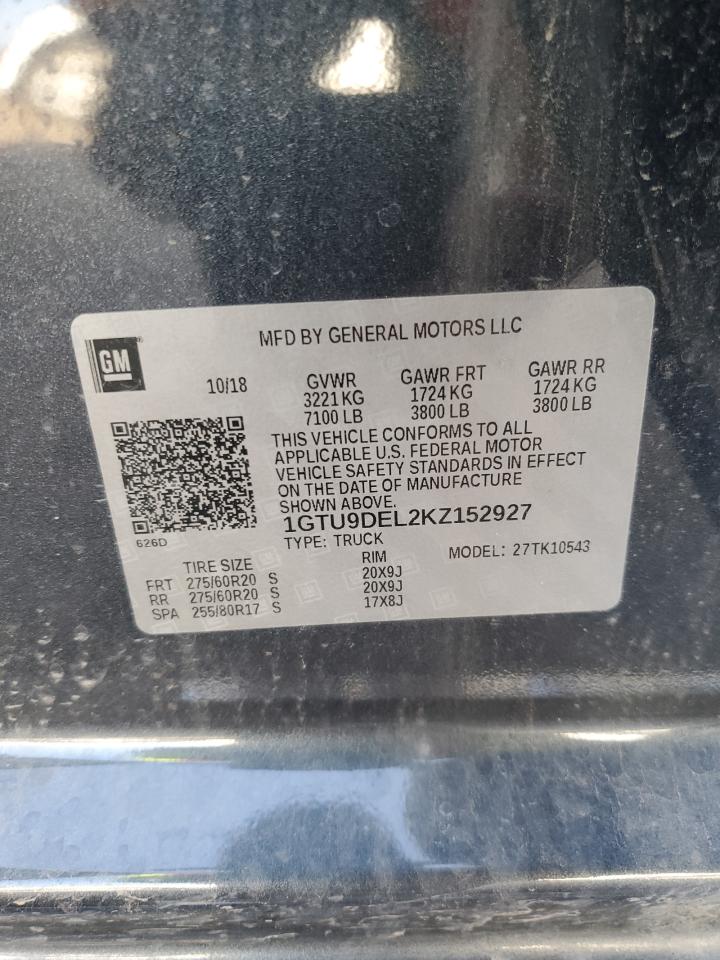 MFD BY GENERAL MOTORS LLC
GM
10/18
GVWR GAWR FRT GAWR RR
3221 KG 1724 KG 1724 KG
7100 LB 3800 LB 3800 LB
THIS VEHICLE CONFORMS TO ALL
APPLICABLE U.S. FEDERAL MOTOR
VEHICLE SAFETY STANDARDS IN EFFECT
ON THE DATE OF MANUFACTURE
SHOWN ABOVE.
1GTU9DEL2KZ152927
626D
TYPE: TRUCK MODEL: 27TK10543
TIRE SIZE RIM
FRT 275/60R20 S 20X9J
RR 275/60R20 S 20X9J
SPA 255/80R17 S 17X8J